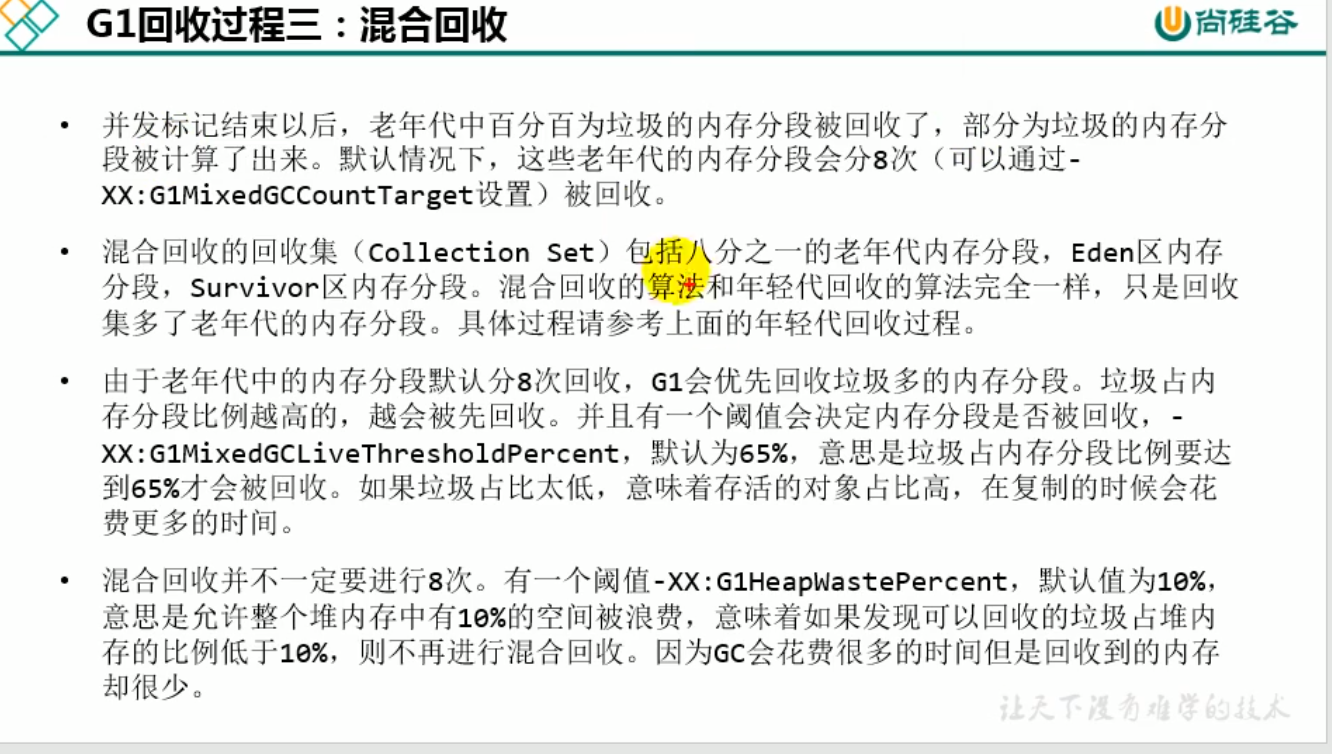 G1回收过程三：混合回收
尚硅谷
• 并发标记结束以后，老年代中百分百为垃圾的内存分段被回收了，部分为垃圾的内存分
段被计算了出来。默认情况下，这些老年代的内存分段会分8次（可以通过-
XX:G1MixedGCCountTarget设置）被回收。
• 混合回收的回收集（Collection Set）包括八分之一的老年代内存分段，Eden区内存
分段，Survivor区内存分段。混合回收的算法和年轻代回收的算法完全一样，只是回收
集多了老年代的内存分段。具体过程请参考上面的年轻代回收过程。
• 由于老年代中的内存分段默认分8次回收，G1会优先回收垃圾多的内存分段。垃圾占内
存分段比例越高的，越会被先回收。并且有一个阈值会决定内存分段是否被回收，-
XX:G1MixedGCLiveThresholdPercent，默认为65%，意思是垃圾占内存分段比例要达
到65%才会被回收。如果垃圾占比太低，意味着存活的对象占比高，在复制的时候会花
费更多的时间。
• 混合回收并不一定要进行8次。有一个阈值-XX:G1HeapWastePercent，默认值为10%，
意思是允许整个堆内存中有10%的空间被浪费，意味着如果发现可以回收的垃圾占堆内
存的比例低于10%，则不再进行混合回收。因为GC会花费很多的时间但是回收到的内存
却很少。
让天下没有难学的技术